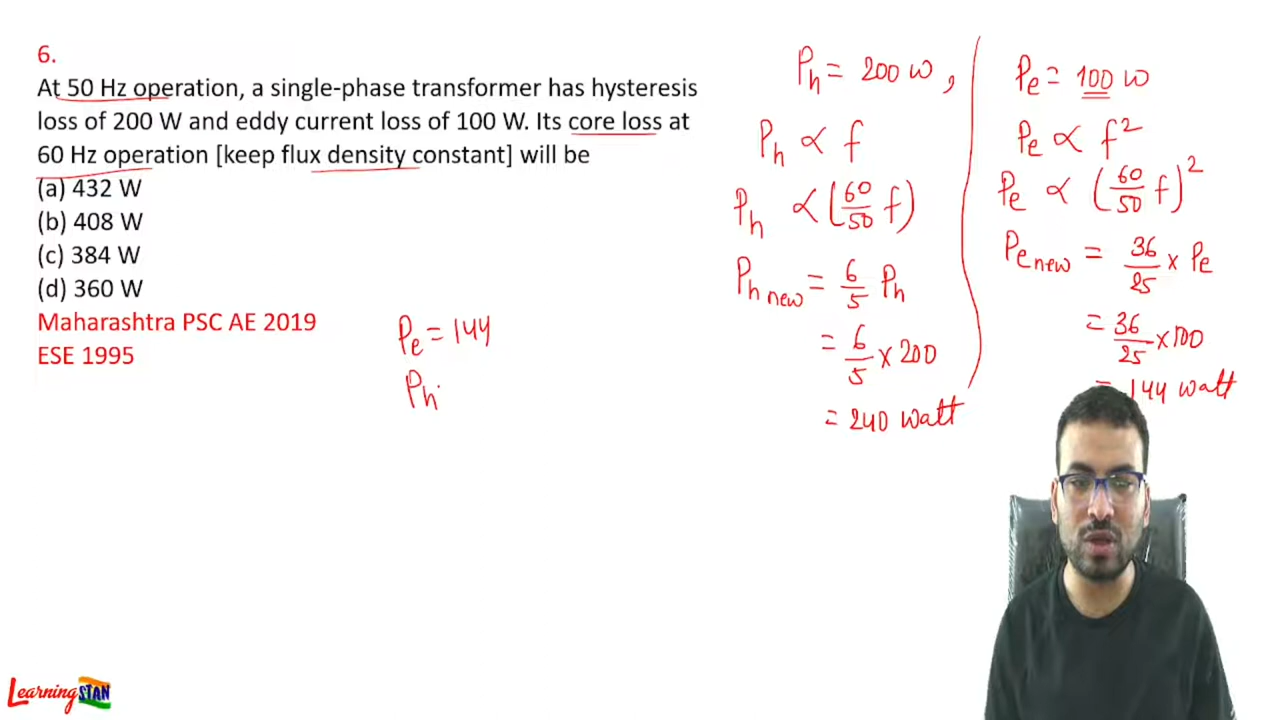 6.
At 50 Hz operation, a single-phase transformer has hysteresis
loss of 200 W and eddy current loss of 100 W. Its core loss at
60 Hz operation [keep flux density constant] will be
(a) 432 W
(b) 408 W
(c) 384 W
(d) 360 W
Maharashtra PSC AE 2019
ESE 1995
Pe = 144
Ph
Ph = 200 W,
Ph ∝ f
Ph ∝ (60/50 f)
Ph new = 6/5 Ph
= 6/5 × 200
= 240 watt
Pe = 100 W
Pe ∝ f²
Pe ∝ (60/50 f)²
Pe new = 36/25 × Pe
= 36/25 × 100
= 144 watt
LearningSTAN